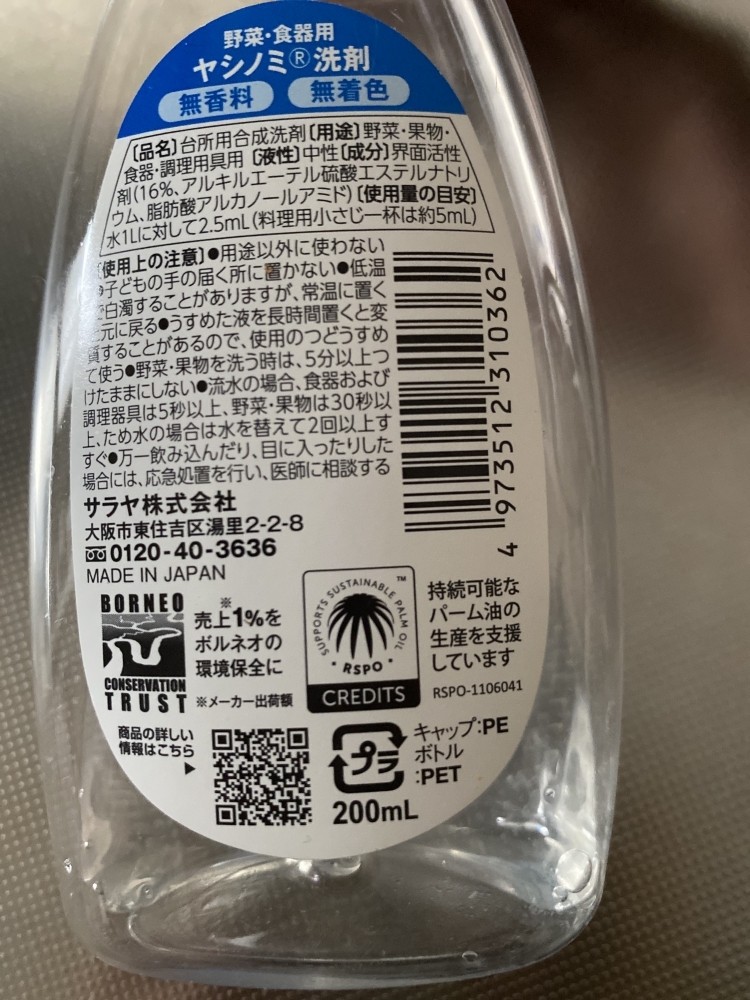 野菜・食器用
ヤシノミ®洗剤
無香料 無着色
〔品名〕台所用合成洗剤〔用途〕野菜・果物・
食器・調理用具用〔液性〕中性〔成分〕界面活性
剤(16%、アルキルエーテル硫酸エステルナトリ
ウム、脂肪酸アルカノールアミド)〔使用量の目安〕
水1Lに対して2.5mL(料理用小さじ一杯は約5mL)
〔使用上の注意〕●用途以外に使わない
●子どもの手の届く所に置かない●低温
で白濁することがありますが、常温に置く
と元に戻る●うすめた液を長時間置くと変
質することがあるので、使用のつどうすめ
て使う●野菜・果物を洗う時は、5分以上つ
けたままにしない●流水の場合、食器および
調理器具は5秒以上、野菜・果物は30秒以
上、ため水の場合は水を替えて2回以上す
すぐ●万一飲み込んだり、目に入ったりした
場合には、応急処置を行い、医師に相談する
4 973512 310362
サラヤ株式会社
大阪市東住吉区湯里2-2-8
0120-40-3636
MADE IN JAPAN
BORNEO
CONSERVATION
TRUST
売上※1%を
ボルネオの
環境保全に
※メーカー出荷額
SUPPORTS SUSTAINABLE PALM OIL™
RSPO
CREDITS
持続可能な
パーム油の
生産を支援
しています
RSPO-1106041
商品の詳しい
情報はこちら
▶
プラ
キャップ:PE
ボトル
:PET
200mL